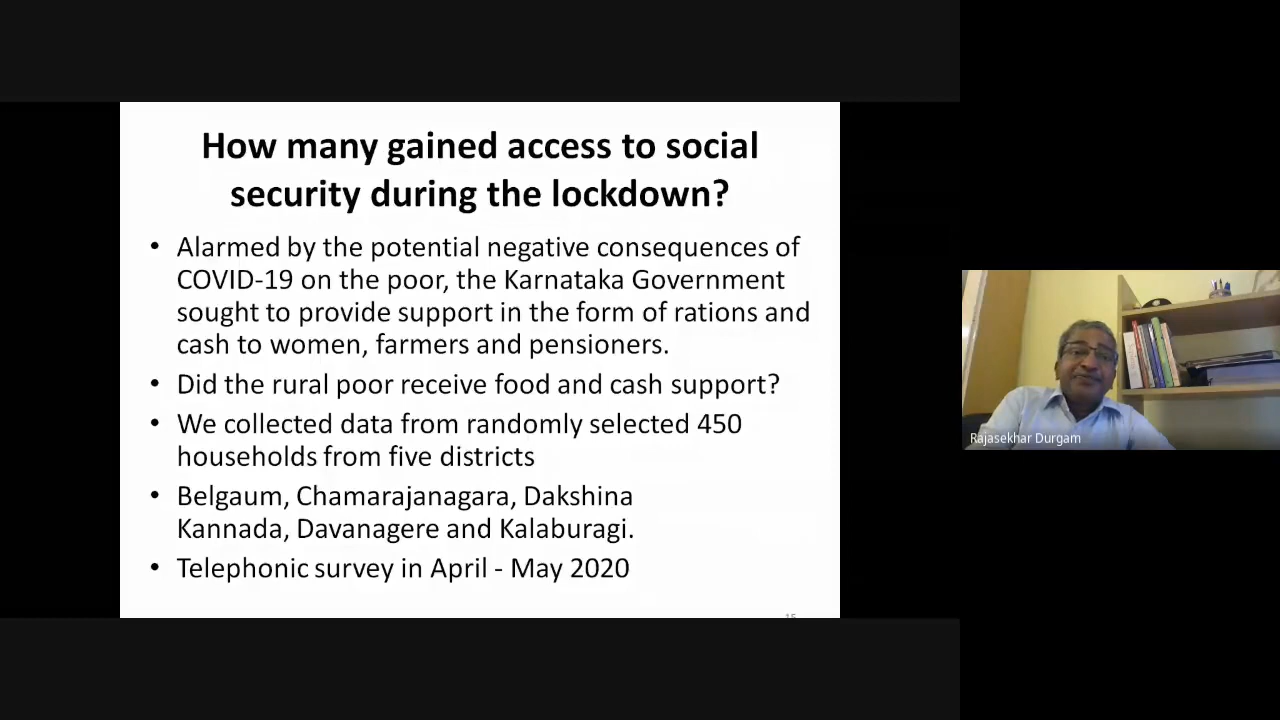 How many gained access to social
security during the lockdown?
• Alarmed by the potential negative consequences of
COVID-19 on the poor, the Karnataka Government
sought to provide support in the form of rations and
cash to women, farmers and pensioners.
• Did the rural poor receive food and cash support?
• We collected data from randomly selected 450
households from five districts
• Belgaum, Chamarajanagara, Dakshina
Kannada, Davanagere and Kalaburagi.
• Telephonic survey in April - May 2020
15
Rajasekhar Durgam